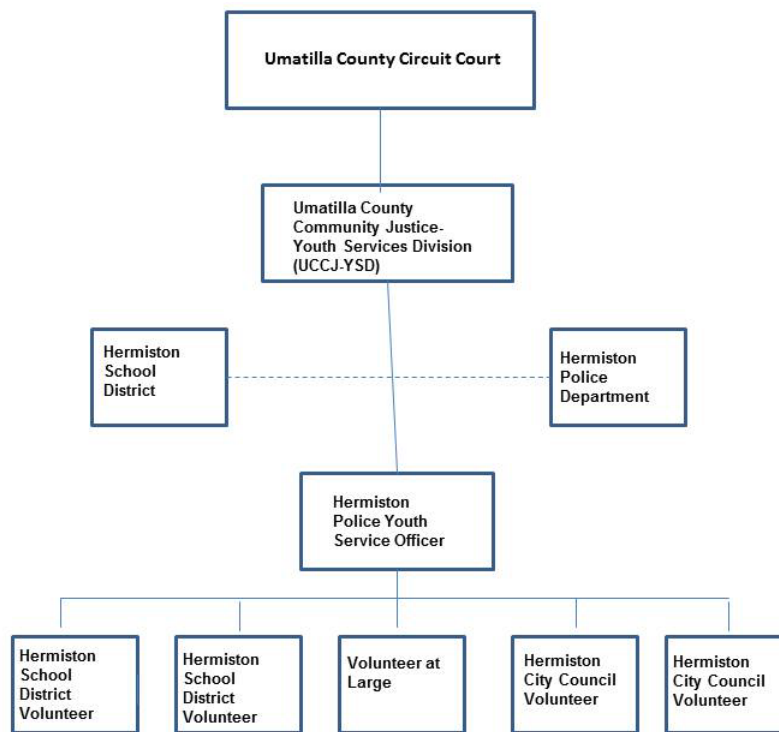 Umatilla County Circuit Court
Umatilla County
Community Justice-
Youth Services Division
(UCCJ-YSD)
Hermiston
School
District
Hermiston
Police
Department
Hermiston
Police Youth
Service Officer
Hermiston
School
District
Volunteer
Hermiston
School
District
Volunteer
Volunteer at
Large
Hermiston
City Council
Volunteer
Hermiston
City Council
Volunteer